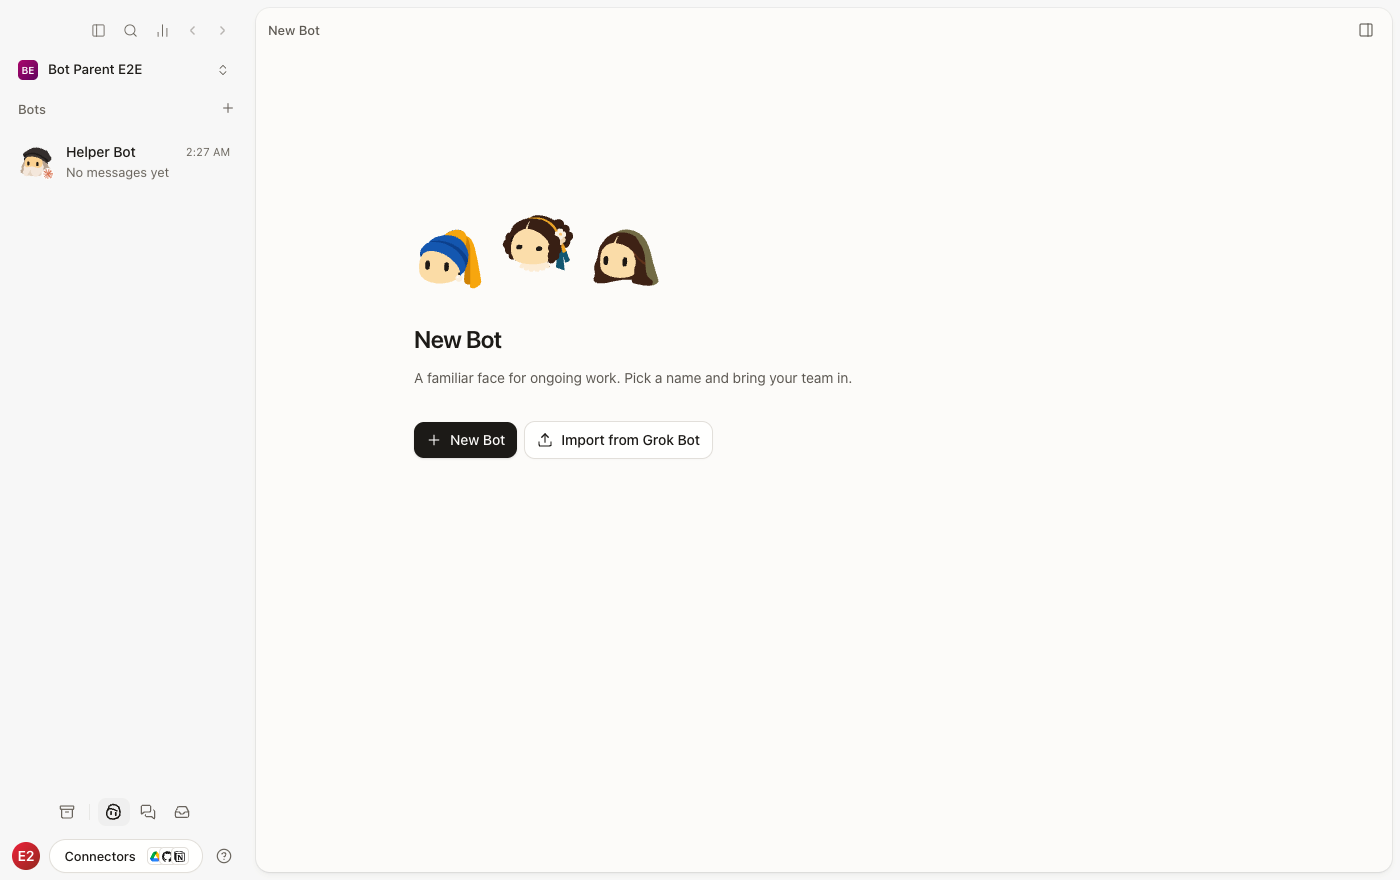 New Bot
BE Bot Parent E2E
Bots
Helper Bot 2:27 AM
No messages yet
New Bot
A familiar face for ongoing work. Pick a name and bring your team in.
New Bot
Import from Grok Bot
E2 Connectors